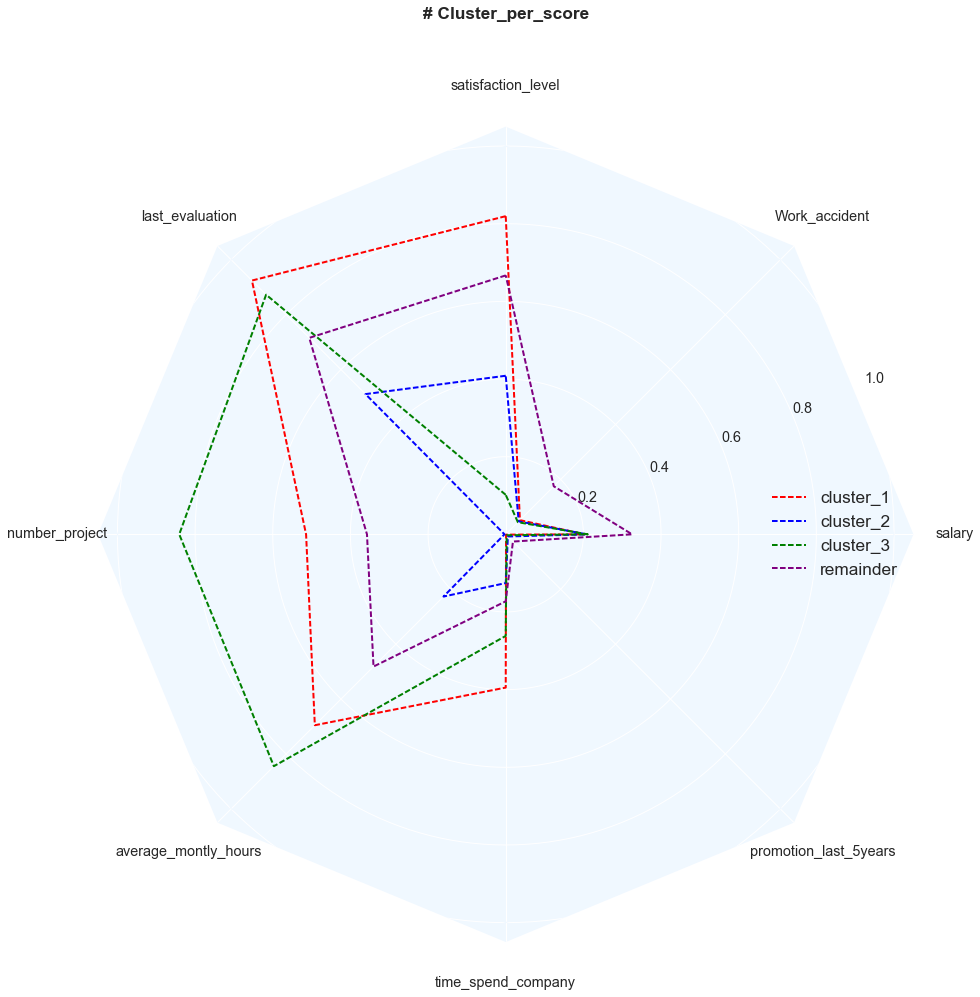 # Cluster_per_score
satisfaction_level
last_evaluation
Work_accident
1.0
0.8
0.6
0.4
0.2
cluster_1
cluster_2
cluster_3
remainder
number_project
salary
average_montly_hours
promotion_last_5years
time_spend_company